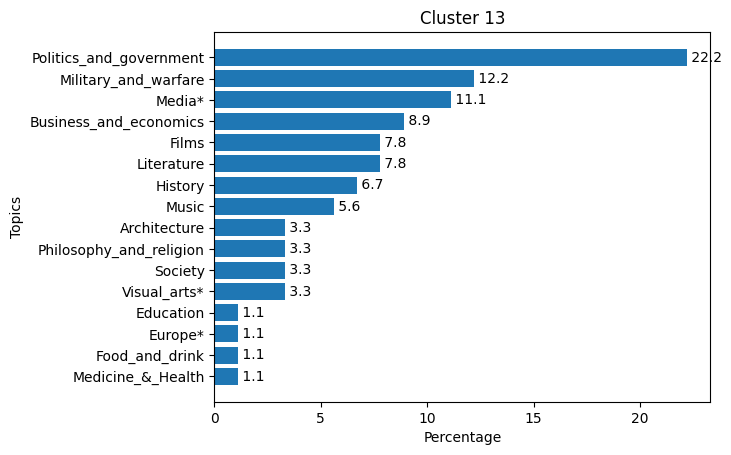 Cluster 13
Politics_and_government 22.2
Military_and_warfare 12.2
Media* 11.1
Business_and_economics 8.9
Films 7.8
Literature 7.8
History 6.7
Music 5.6
Architecture 3.3
Philosophy_and_religion 3.3
Society 3.3
Visual_arts* 3.3
Education 1.1
Europe* 1.1
Food_and_drink 1.1
Medicine_&_Health 1.1
Topics
0 5 10 15 20
Percentage